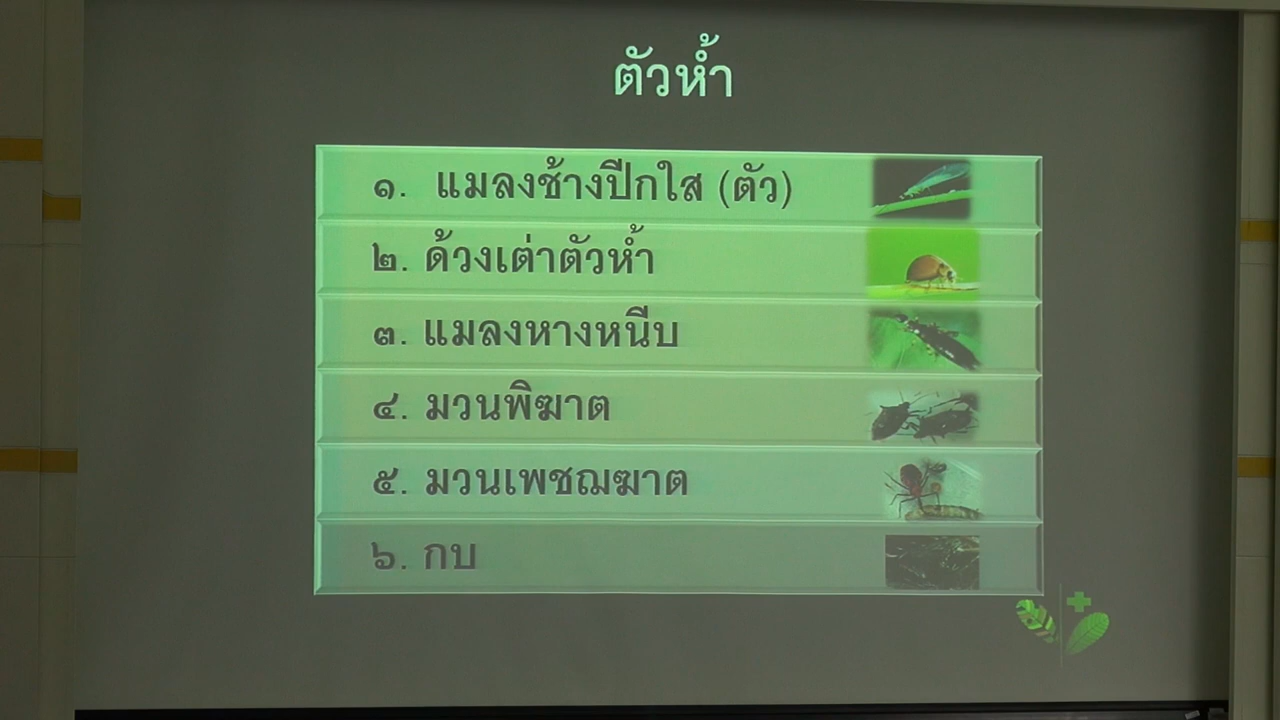 ตัวห้ำ
๑. แมลงช้างปีกใส (ตัว)
๒. ด้วงเต่าตัวห้ำ
๓. แมลงหางหนีบ
๔. มวนพิฆาต
๕. มวนเพชฌฆาต
๖. กบ